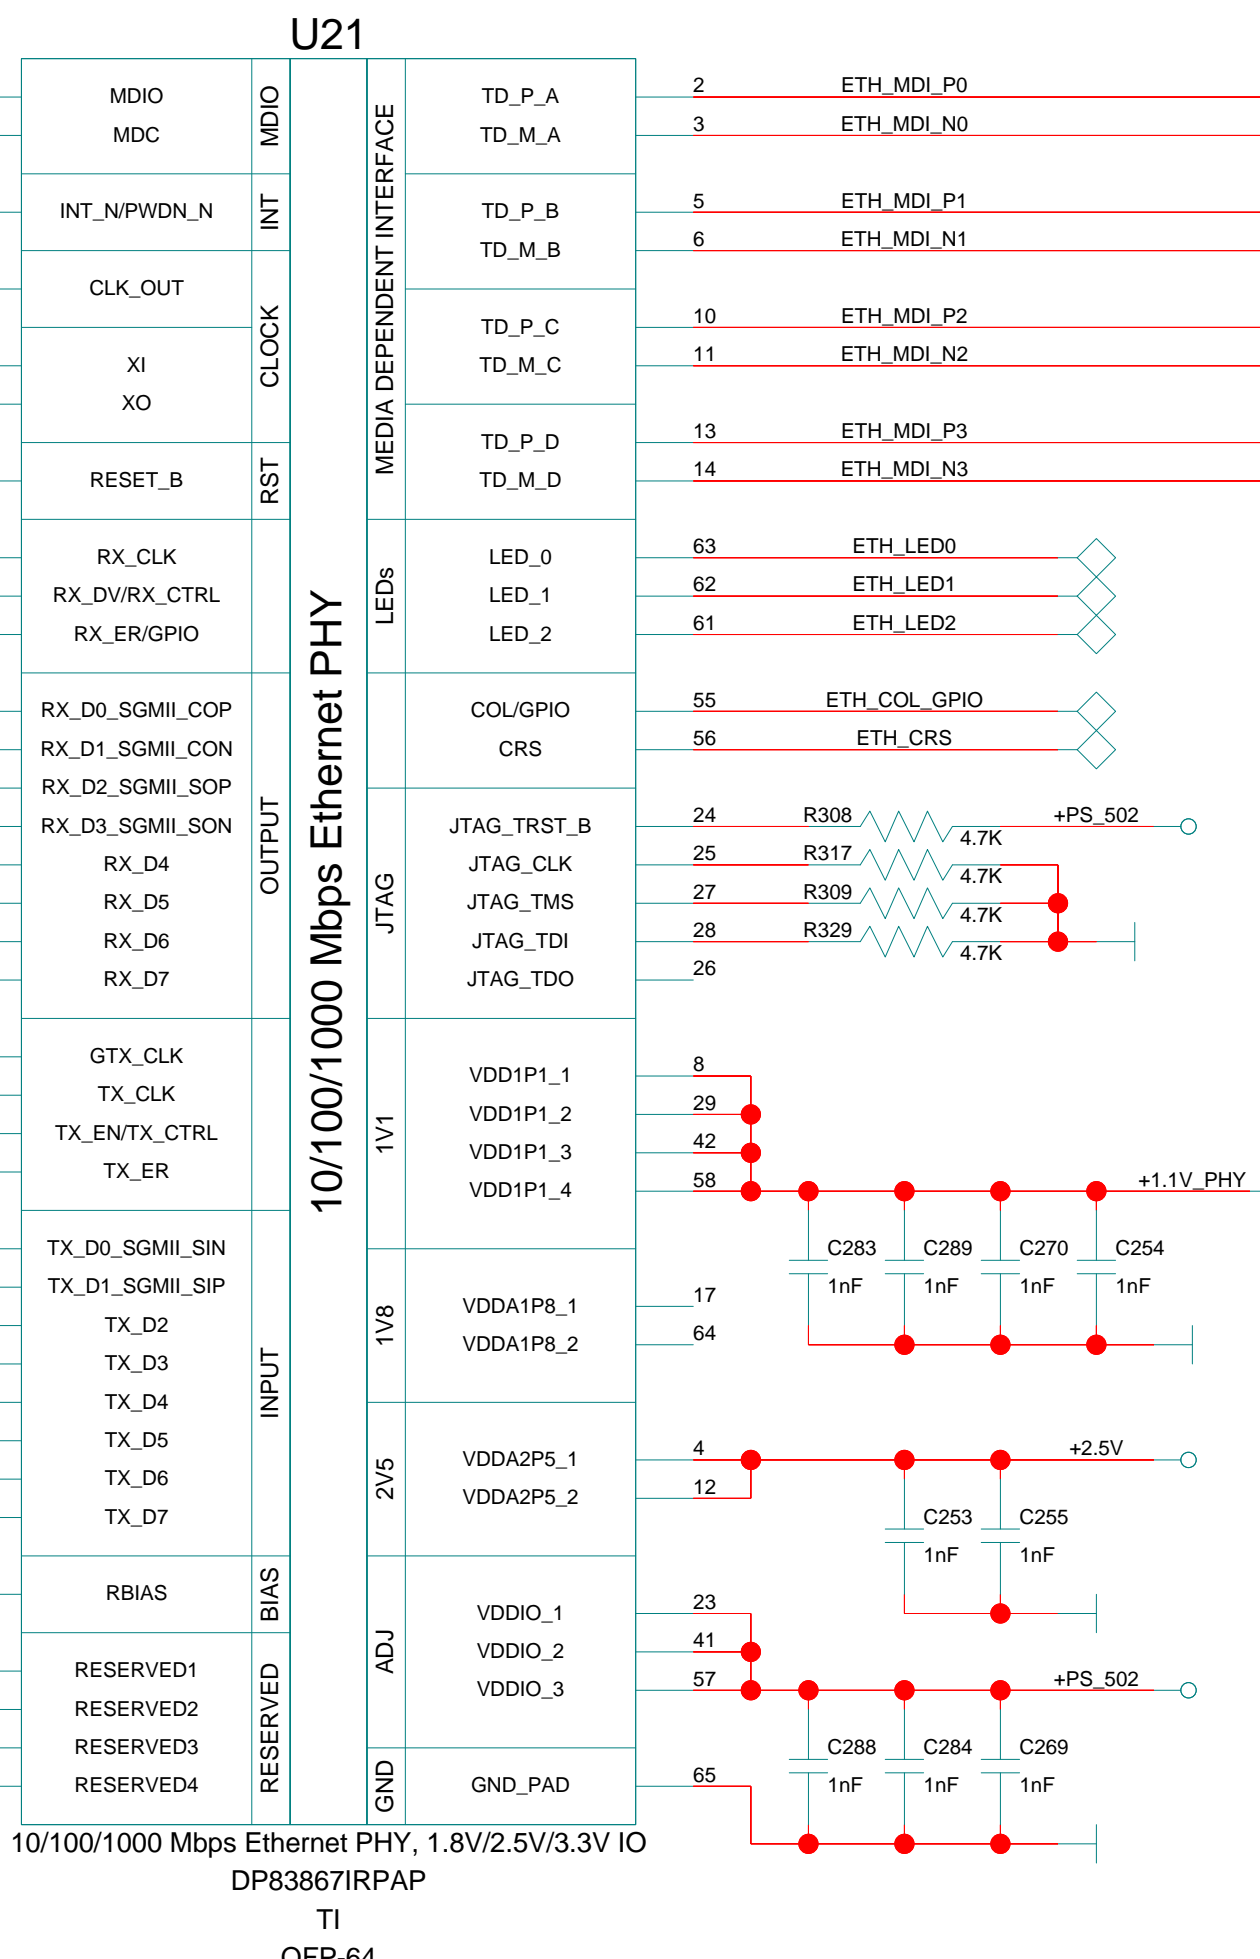 U21
MDIO
MDC
MDIO
INT_N/PWDN_N
INT
CLK_OUT
XI
XO
CLOCK
RESET_B
RST
RX_CLK
RX_DV/RX_CTRL
RX_ER/GPIO
RX_D0_SGMII_COP
RX_D1_SGMII_CON
RX_D2_SGMII_SOP
RX_D3_SGMII_SON
RX_D4
RX_D5
RX_D6
RX_D7
OUTPUT
GTX_CLK
TX_CLK
TX_EN/TX_CTRL
TX_ER
TX_D0_SGMII_SIN
TX_D1_SGMII_SIP
TX_D2
TX_D3
TX_D4
TX_D5
TX_D6
TX_D7
INPUT
RBIAS
BIAS
RESERVED1
RESERVED2
RESERVED3
RESERVED4
RESERVED
10/100/1000 Mbps Ethernet PHY
MEDIA DEPENDENT INTERFACE
TD_P_A 2 ETH_MDI_P0
TD_M_A 3 ETH_MDI_N0
TD_P_B 5 ETH_MDI_P1
TD_M_B 6 ETH_MDI_N1
TD_P_C 10 ETH_MDI_P2
TD_M_C 11 ETH_MDI_N2
TD_P_D 13 ETH_MDI_P3
TD_M_D 14 ETH_MDI_N3
LEDs
LED_0 63 ETH_LED0
LED_1 62 ETH_LED1
LED_2 61 ETH_LED2
COL/GPIO 55 ETH_COL_GPIO
CRS 56 ETH_CRS
JTAG
JTAG_TRST_B 24 R308 4.7K +PS_502
JTAG_CLK 25 R317 4.7K
JTAG_TMS 27 R309 4.7K
JTAG_TDI 28 R329 4.7K
JTAG_TDO 26
1V1
VDD1P1_1 8
VDD1P1_2 29
VDD1P1_3 42
VDD1P1_4 58 +1.1V_PHY
C283 C289 C270 C254
1nF 1nF 1nF 1nF
1V8
VDDA1P8_1 17
VDDA1P8_2 64
2V5
VDDA2P5_1 4 +2.5V
VDDA2P5_2 12
C253 C255
1nF 1nF
ADJ
VDDIO_1 23
VDDIO_2 41
VDDIO_3 57 +PS_502
C288 C284 C269
1nF 1nF 1nF
GND
GND_PAD 65
10/100/1000 Mbps Ethernet PHY, 1.8V/2.5V/3.3V IO
DP83867IRPAP
TI
QFP-64